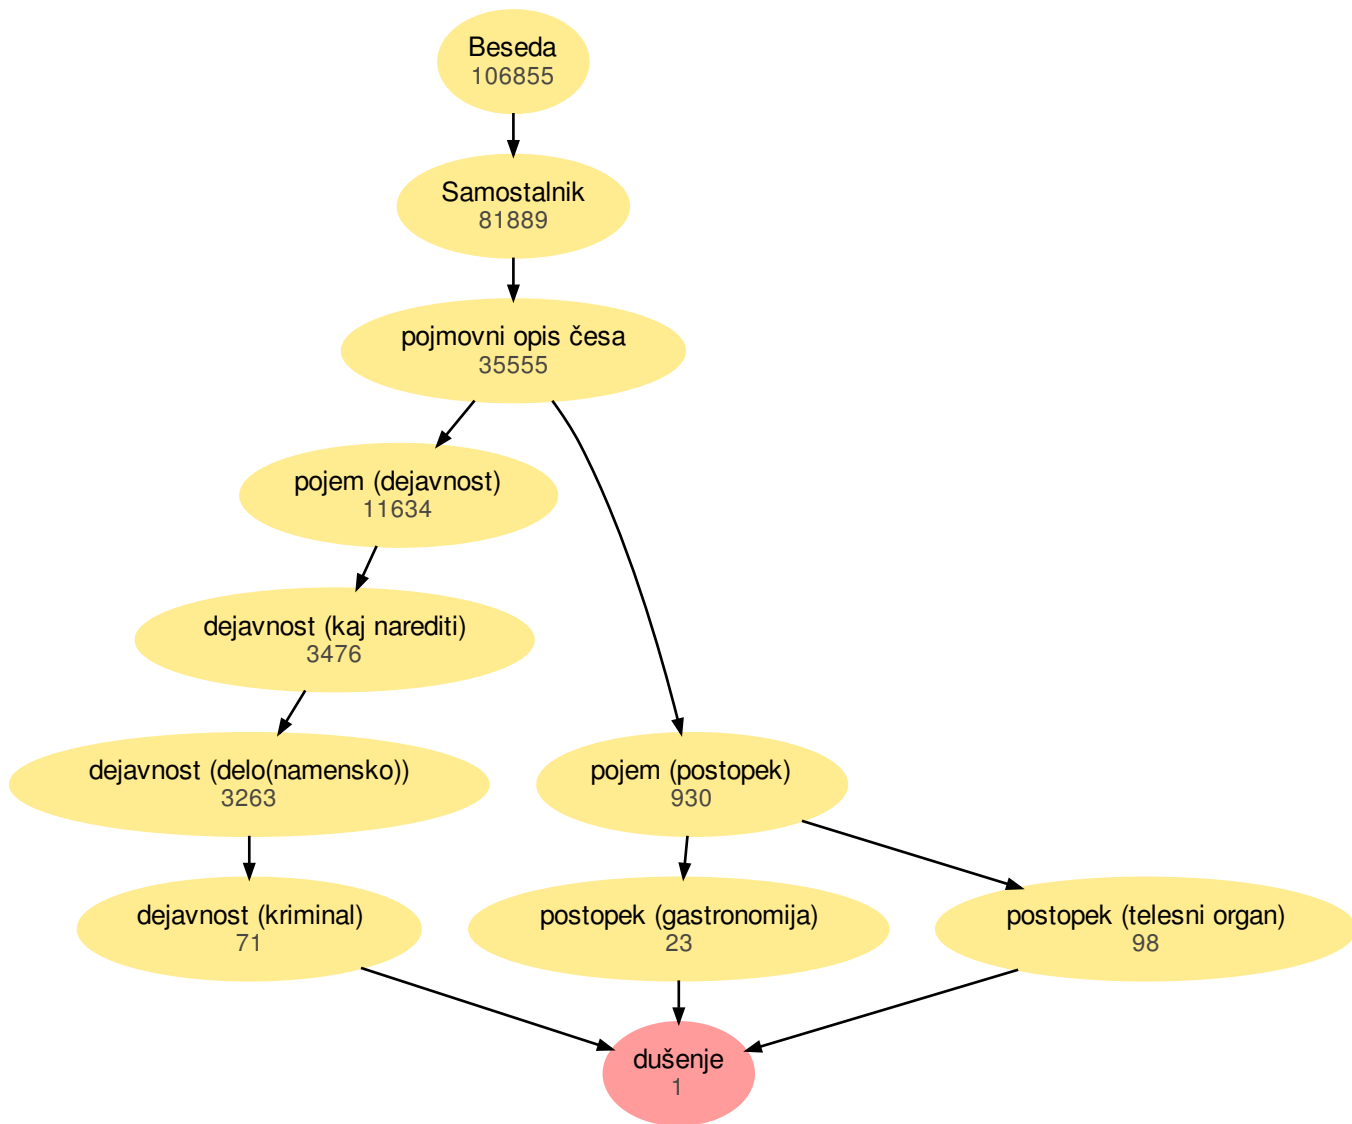 Beseda
106855
Samostalnik
81889
pojmovni opis česa
35555
pojem (dejavnost)
11634
dejavnost (kaj narediti)
3476
dejavnost (delo(namensko))
3263
pojem (postopek)
930
dejavnost (kriminal)
71
postopek (gastronomija)
23
postopek (telesni organ)
98
dušenje
1